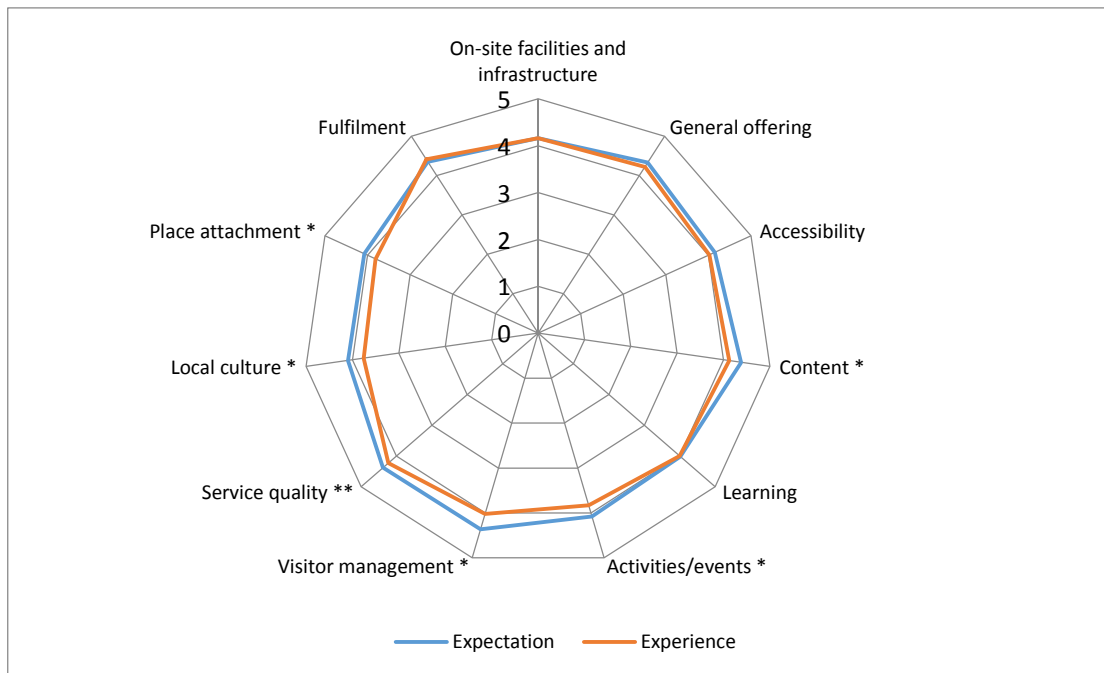 On-site facilities and
infrastructure
5
Fulfilment
General offering
4
3
Place attachment *
Accessibility
2
1
0
Local culture *
Content *
Service quality **
Learning
Visitor management *
Activities/events *
Expectation
Experience